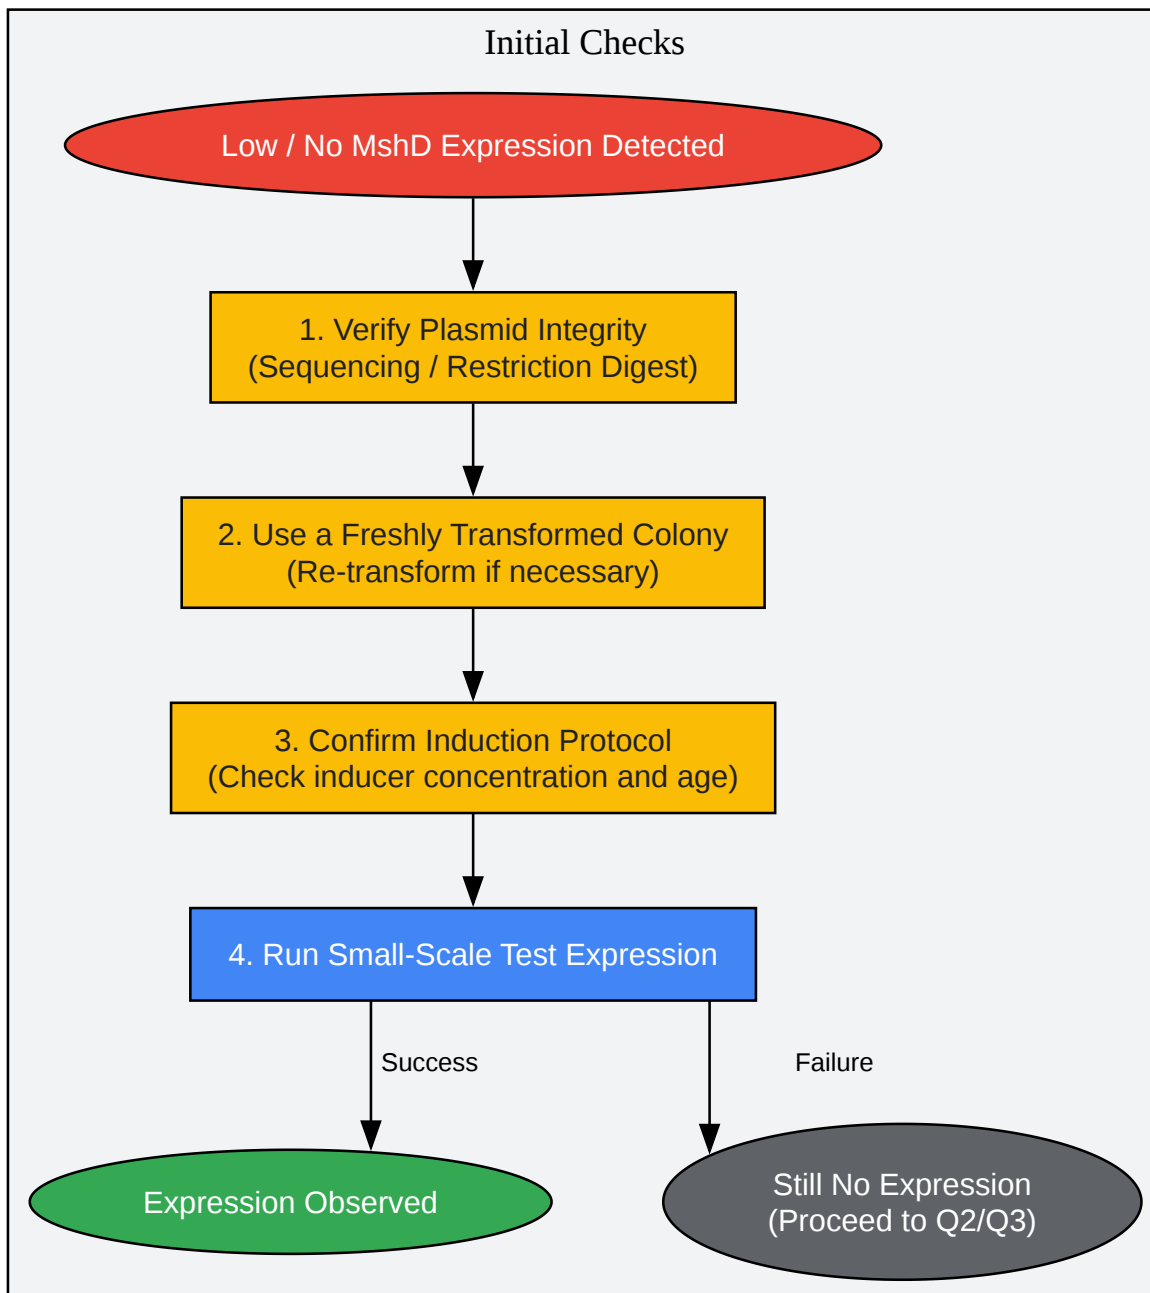 Initial Checks
Low / No MshD Expression Detected
1. Verify Plasmid Integrity
(Sequencing / Restriction Digest)
2. Use a Freshly Transformed Colony
(Re-transform if necessary)
3. Confirm Induction Protocol
(Check inducer concentration and age)
4. Run Small-Scale Test Expression
Success
Failure
Expression Observed
Still No Expression
(Proceed to Q2/Q3)